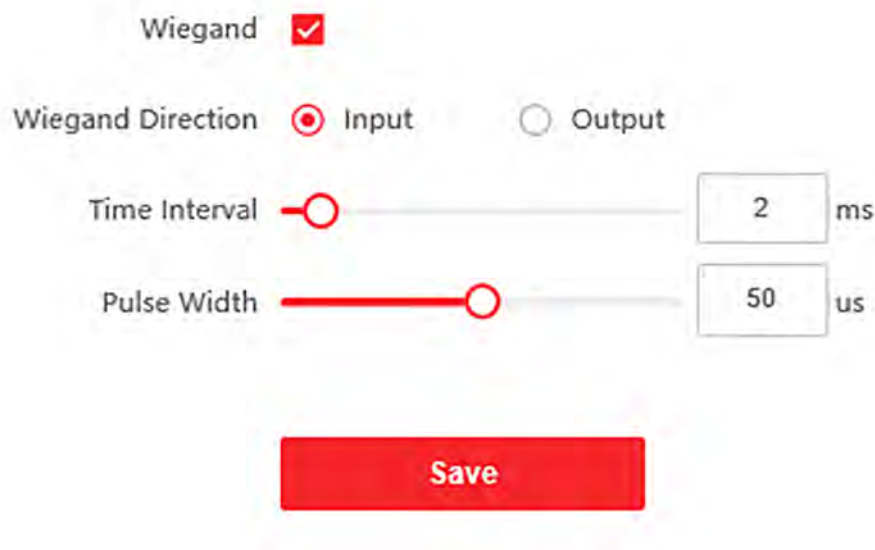 Wiegand
Wiegand Direction Input Output
Time Interval 2 ms
Pulse Width 50 us
Save